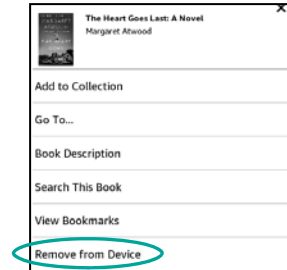 The Heart Goes Last: A Novel
Margaret Atwood
Add to Collection
Go To...
Book Description
Search This Book
View Bookmarks
Remove from Device